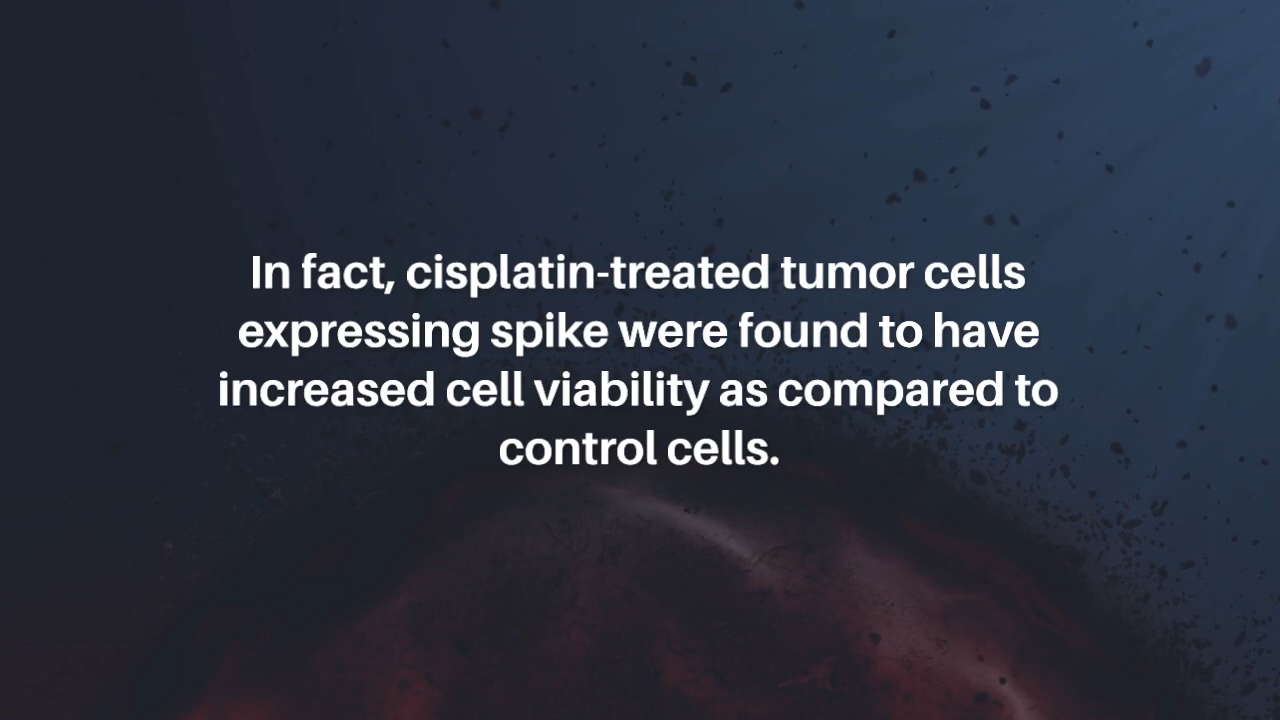 In fact, cisplatin-treated tumor cells
expressing spike were found to have
increased cell viability as compared to
control cells.